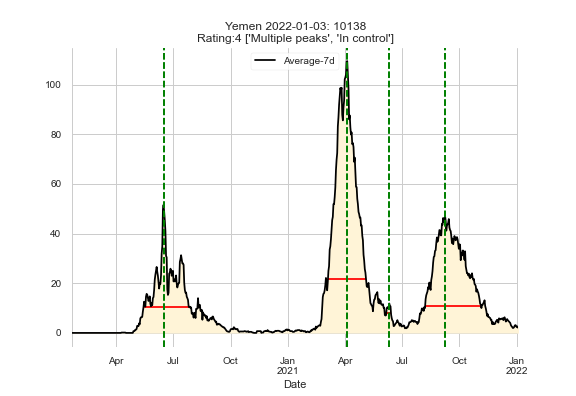 Yemen 2022-01-03: 10138
Rating:4 ['Multiple peaks', 'In control']
Average-7d
100
80
60
40
20
0
Apr Jul Oct Jan Apr Jul Oct Jan
2021 2022
Date